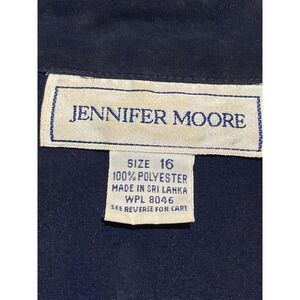 JENNIFER MOORE
SIZE 16
100% POLYESTER
MADE IN SRI LANKA
WPL 8046
SEE REVERSE FOR CARE